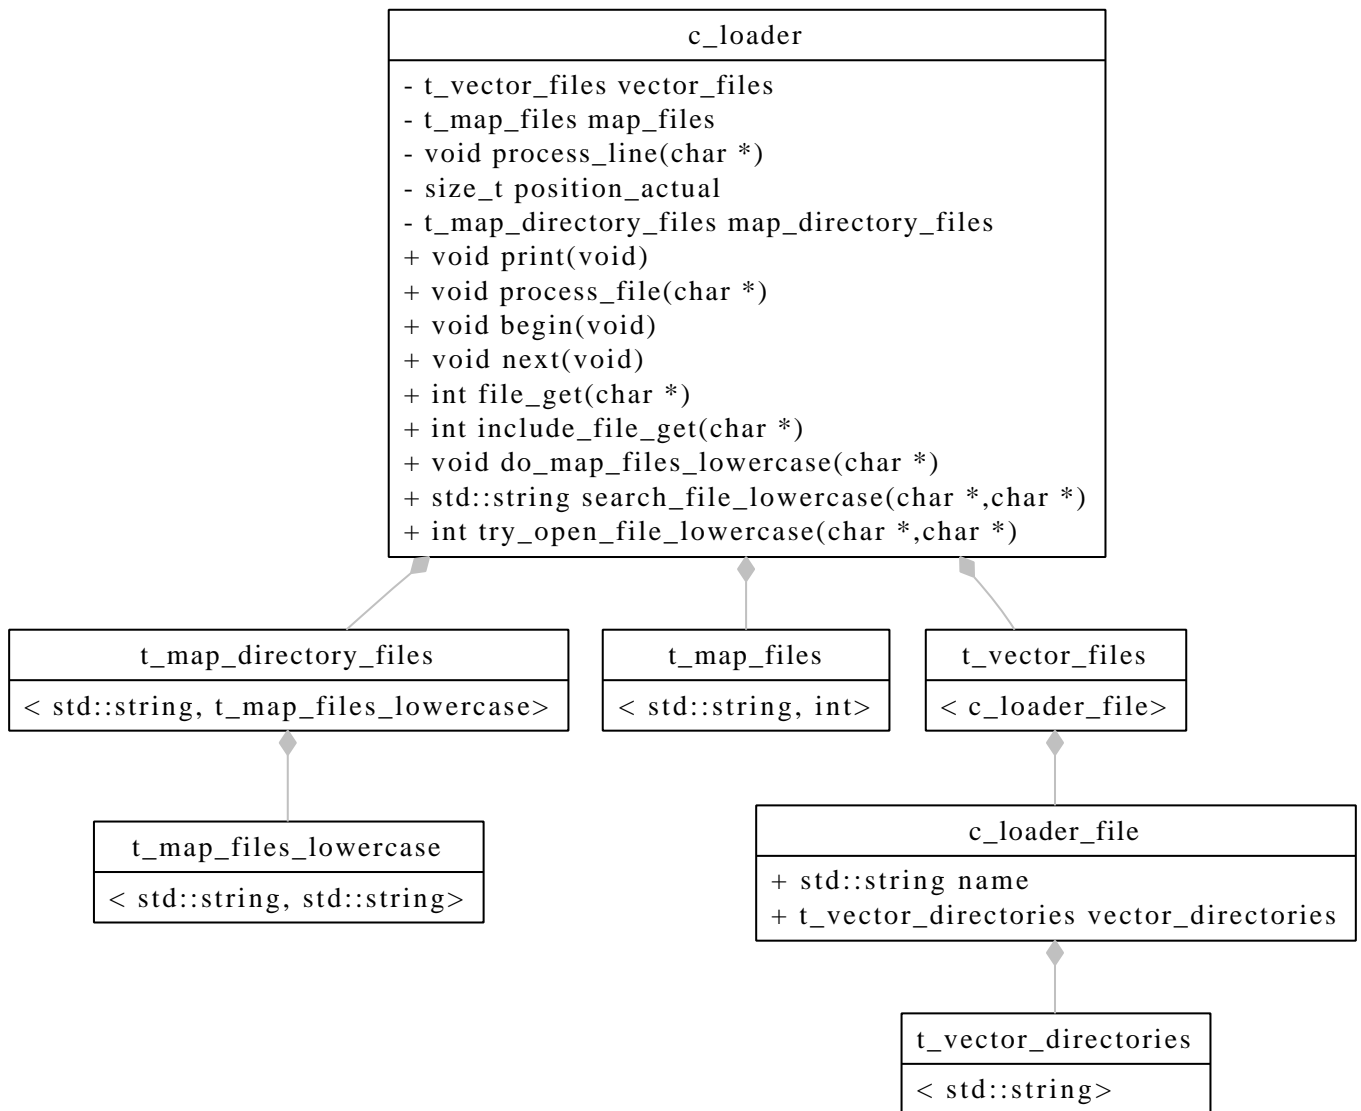 c_loader
- t_vector_files vector_files
- t_map_files map_files
- void process_line(char *)
- size_t position_actual
- t_map_directory_files map_directory_files
+ void print(void)
+ void process_file(char *)
+ void begin(void)
+ void next(void)
+ int file_get(char *)
+ int include_file_get(char *)
+ void do_map_files_lowercase(char *)
+ std::string search_file_lowercase(char *,char *)
+ int try_open_file_lowercase(char *,char *)
t_map_directory_files
< std::string, t_map_files_lowercase>
t_map_files
< std::string, int>
t_vector_files
< c_loader_file>
t_map_files_lowercase
< std::string, std::string>
c_loader_file
+ std::string name
+ t_vector_directories vector_directories
t_vector_directories
< std::string>